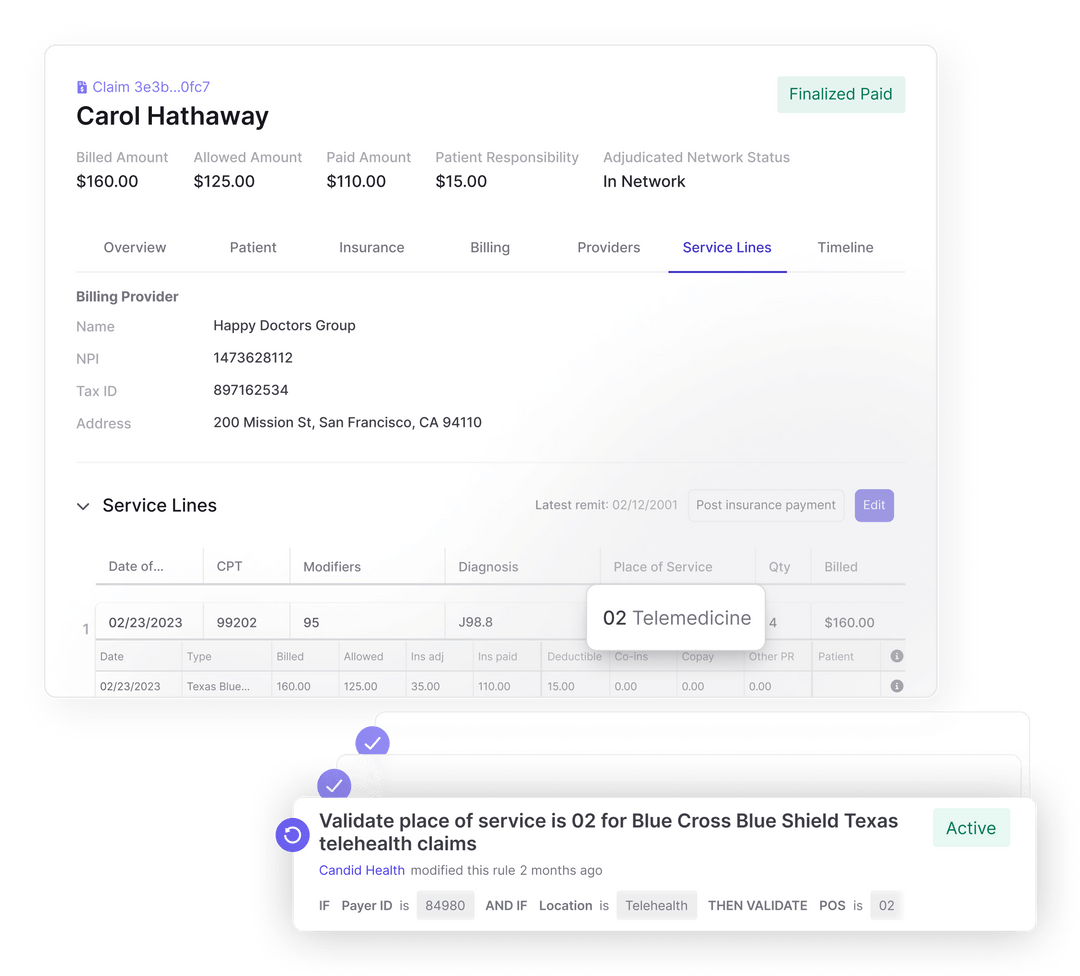 Claim 3e3b...0fc7
Carol Hathaway
Finalized Paid
Billed Amount Allowed Amount Paid Amount Patient Responsibility Adjudicated Network Status
$160.00 $125.00 $110.00 $15.00 In Network
Overview Patient Insurance Billing Providers Service Lines Timeline
Billing Provider
Name Happy Doctors Group
NPI 1473628112
Tax ID 897162534
Address 200 Mission St, San Francisco, CA 94110
Service Lines Latest remit: 02/12/2001 Post insurance payment Edit
Date of... CPT Modifiers Diagnosis Place of Service Qty Billed
1 02/23/2023 99202 95 J98.8 02 Telemedicine 4 $160.00
Date Type Billed Allowed Ins adj Ins paid Deductible Co-ins Copay Other PR Patient
02/23/2023 Texas Blue... 160.00 125.00 35.00 110.00 15.00 0.00 0.00 0.00
Validate place of service is 02 for Blue Cross Blue Shield Texas
telehealth claims
Active
Candid Health modified this rule 2 months ago
IF Payer ID is 84980 AND IF Location is Telehealth THEN VALIDATE POS is 02